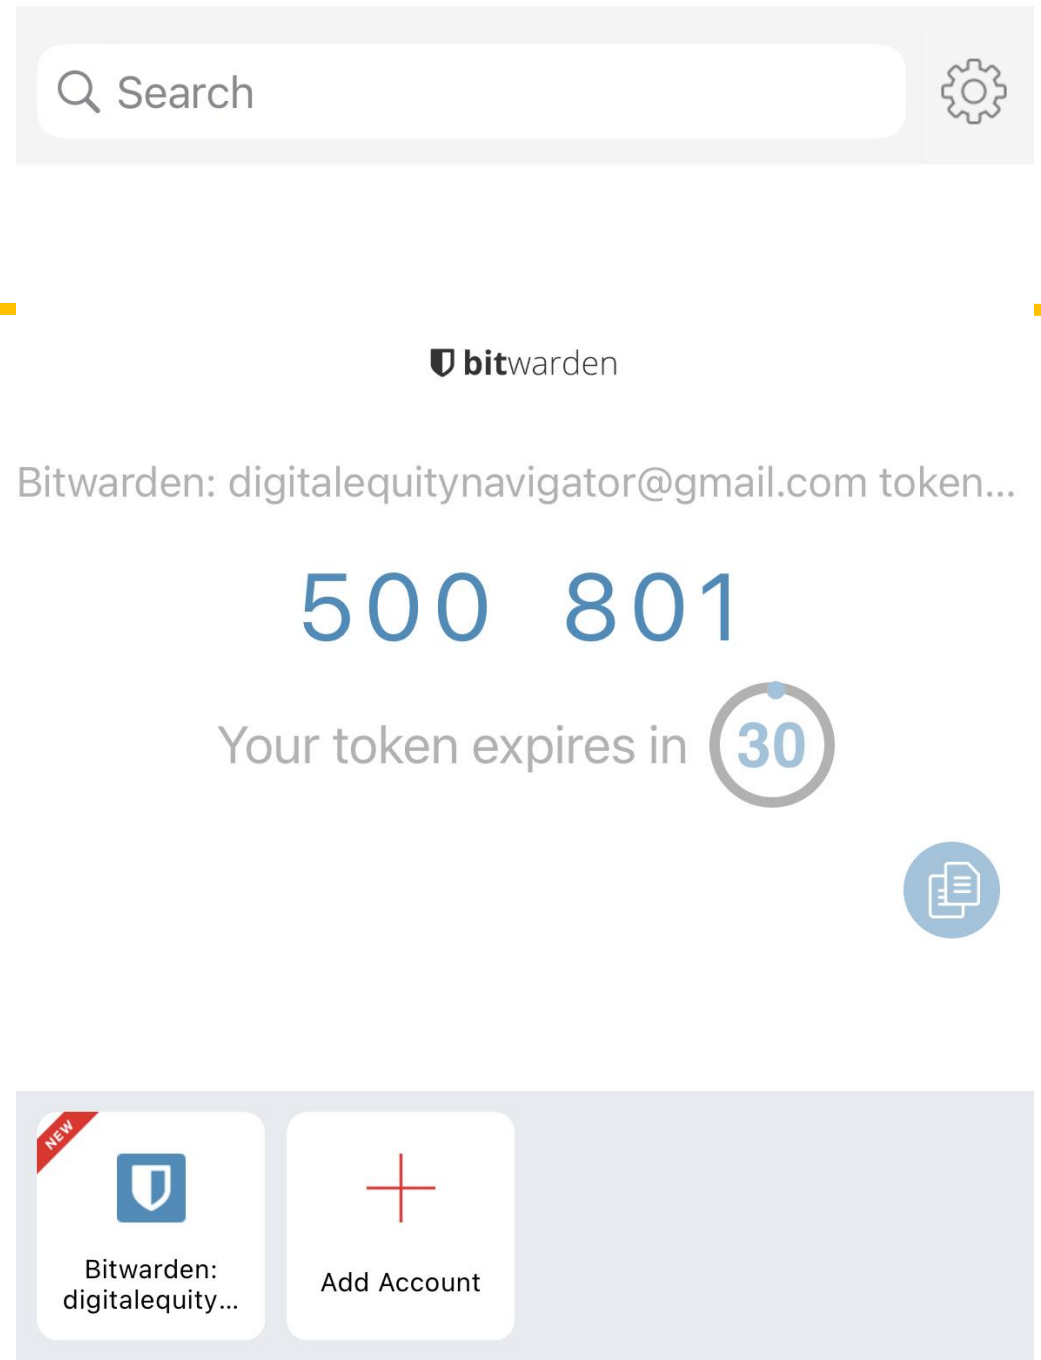 Search
bitwarden
Bitwarden: digitalequitynavigator@gmail.com token...
500 801
Your token expires in 30
NEW
Bitwarden:
digitalequity...
Add Account